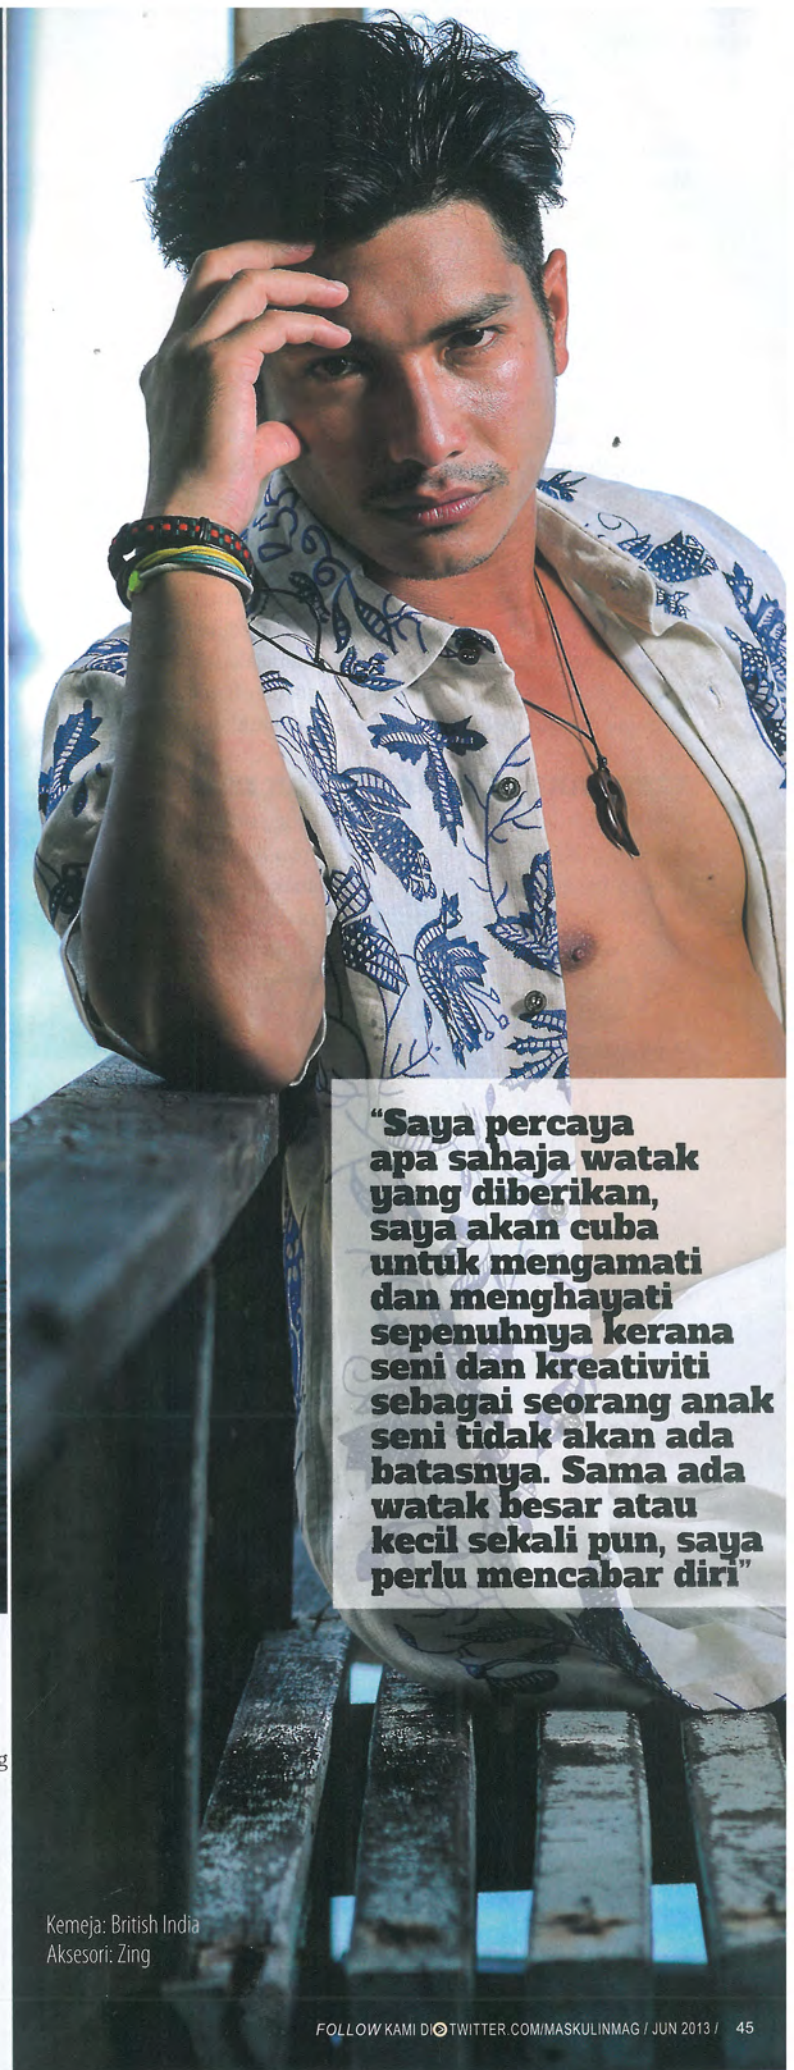 “Saya percaya
apa sahaja watak
yang diberikan,
saya akan cuba
untuk mengamati
dan menghayati
sepenuhnya kerana
seni dan kreativiti
sebagai seorang anak
seni tidak akan ada
batasnya. Sama ada
watak besar atau
kecil sekali pun, saya
perlu mencabar diri”
g
Kemeja: British India
Aksesori: Zing
FOLLOW KAMI DI TWITTER.COM/MASKULINMAG / JUN 2013 / 45